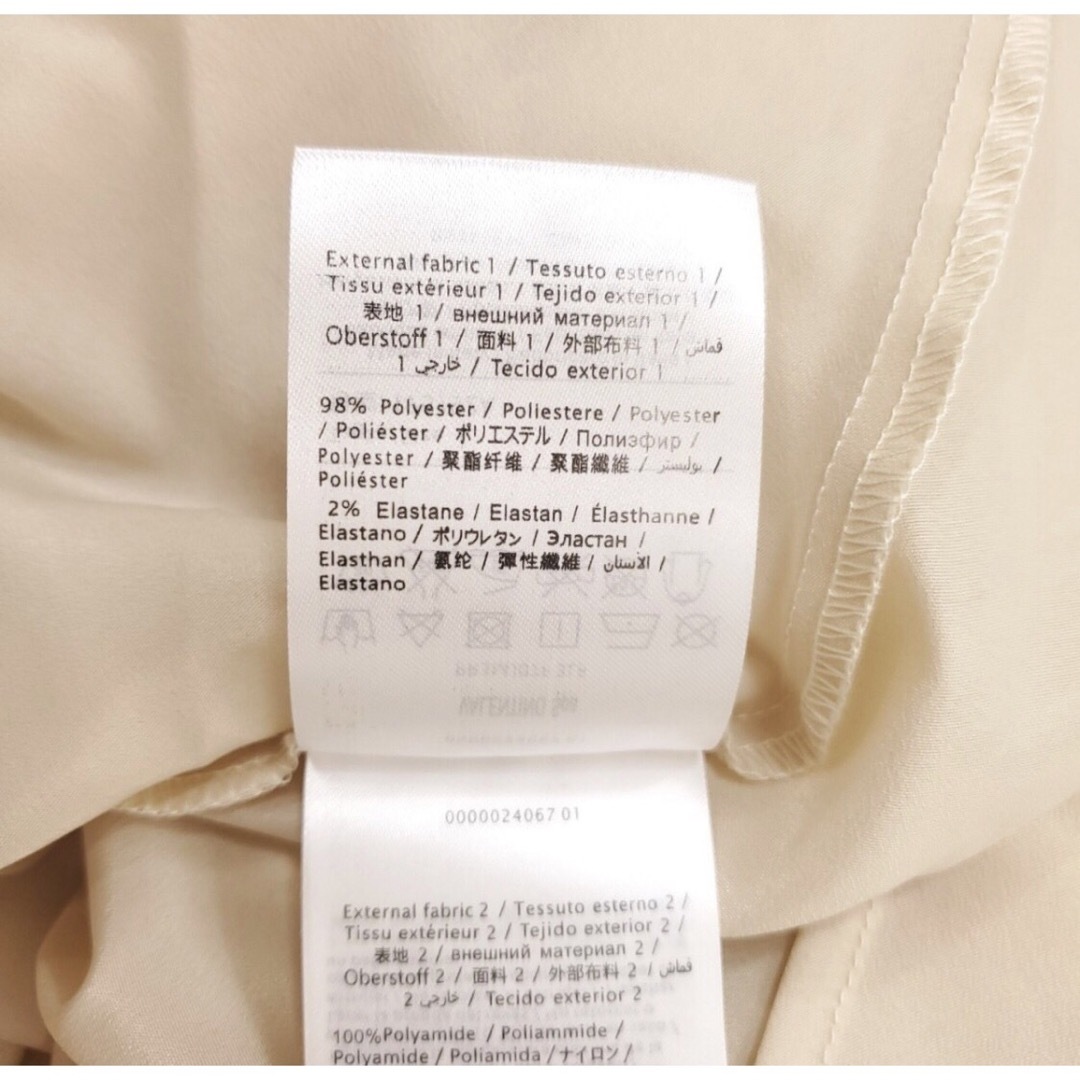 External fabric 1 / Tessuto esterno 1 /
Tissu extérieur 1 / Tejido exterior 1 /
表地 1 / внешний материал 1 /
Oberstoff 1 / 面料 1 / 外部布料 1 / قماش
خارجي 1 / Tecido exterior 1
98% Polyester / Poliestere / Polyester
/ Poliéster / ポリエステル / Полиэфир /
Polyester / 聚酯纤维 / 聚酯纖維 / بوليستر /
Poliéster
2% Elastane / Elastan / Élasthanne /
Elastano / ポリウレタン / Эластан /
Elasthan / 氨纶 / 彈性纖維 / الأستان /
Elastano
VALENTINO SpA
0000024067 01
External fabric 2 / Tessuto esterno 2 /
Tissu extérieur 2 / Tejido exterior 2 /
表地 2 / внешний материал 2 /
Oberstoff 2 / 面料 2 / 外部布料 2 / قماش
خارجي 2 / Tecido exterior 2
100%Polyamide / Poliammide /
Polyamide / Poliamida / ナイロン /